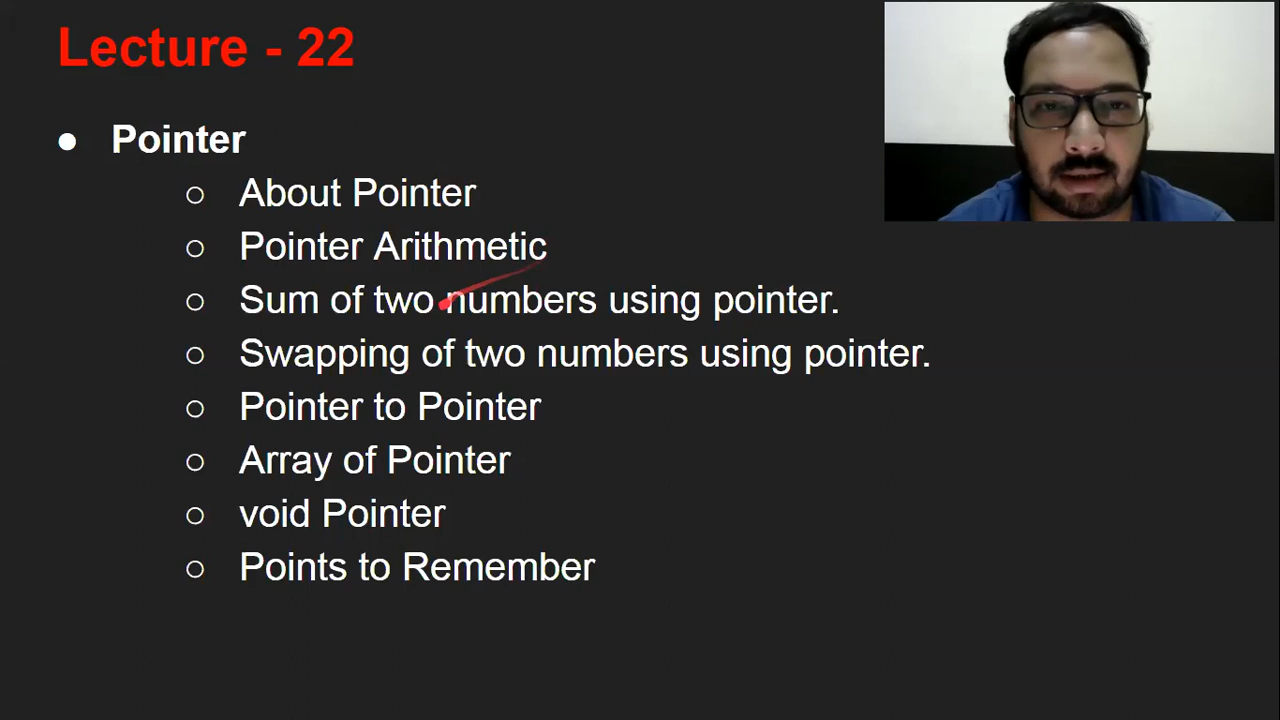 Lecture - 22
● Pointer
○ About Pointer
○ Pointer Arithmetic
○ Sum of two numbers using pointer.
○ Swapping of two numbers using pointer.
○ Pointer to Pointer
○ Array of Pointer
○ void Pointer
○ Points to Remember